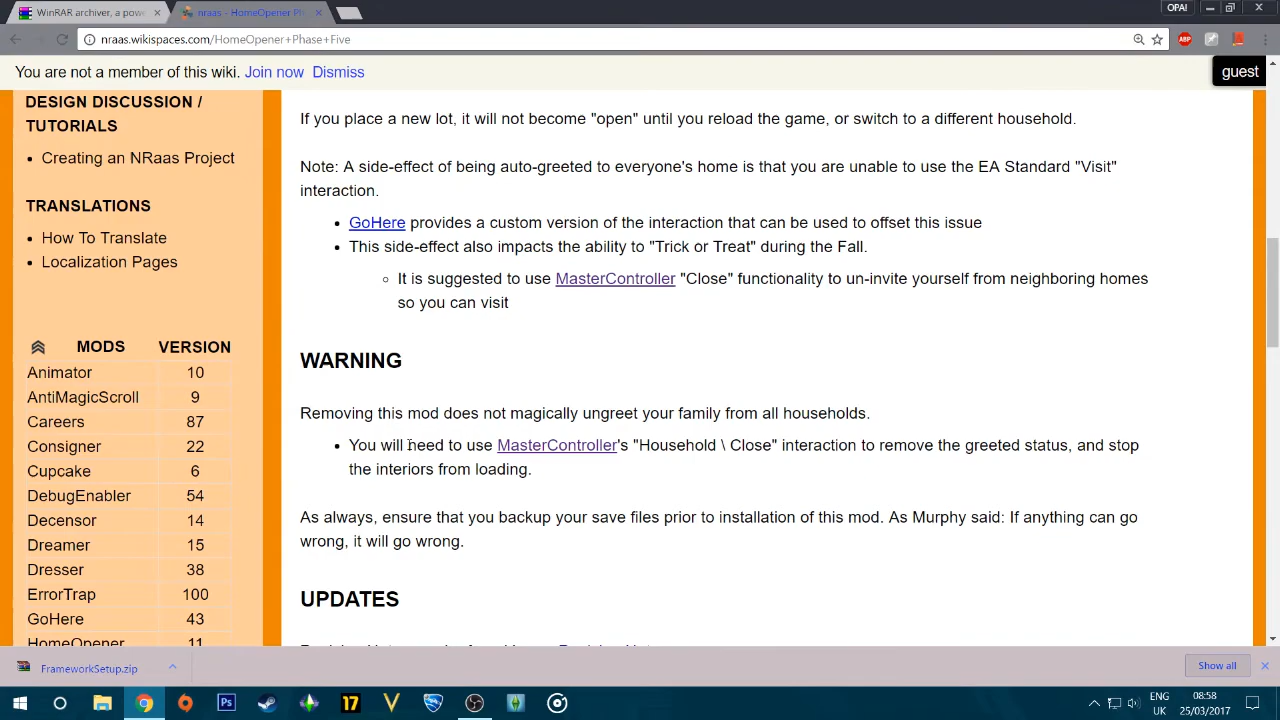 WinRAR archiver, a powe
nraas - HomeOpener Ph
OPA!
nraas.wikispaces.com/HomeOpener+Phase+Five
ABP
You are not a member of this wiki. Join now Dismiss
guest
DESIGN DISCUSSION /
TUTORIALS
• Creating an NRaas Project
TRANSLATIONS
• How To Translate
• Localization Pages
MODS VERSION
Animator 10
AntiMagicScroll 9
Careers 87
Consigner 22
Cupcake 6
DebugEnabler 54
Decensor 14
Dreamer 15
Dresser 38
ErrorTrap 100
GoHere 43
HomeOpener 11
If you place a new lot, it will not become "open" until you reload the game, or switch to a different household.
Note: A side-effect of being auto-greeted to everyone's home is that you are unable to use the EA Standard "Visit"
interaction.
• GoHere provides a custom version of the interaction that can be used to offset this issue
• This side-effect also impacts the ability to "Trick or Treat" during the Fall.
◦ It is suggested to use MasterController "Close" functionality to un-invite yourself from neighboring homes
so you can visit
WARNING
Removing this mod does not magically ungreet your family from all households.
• You will need to use MasterController's "Household \ Close" interaction to remove the greeted status, and stop
the interiors from loading.
As always, ensure that you backup your save files prior to installation of this mod. As Murphy said: If anything can go
wrong, it will go wrong.
UPDATES
FrameworkSetup.zip
Show all
Ps
17
ENG
UK
08:58
25/03/2017